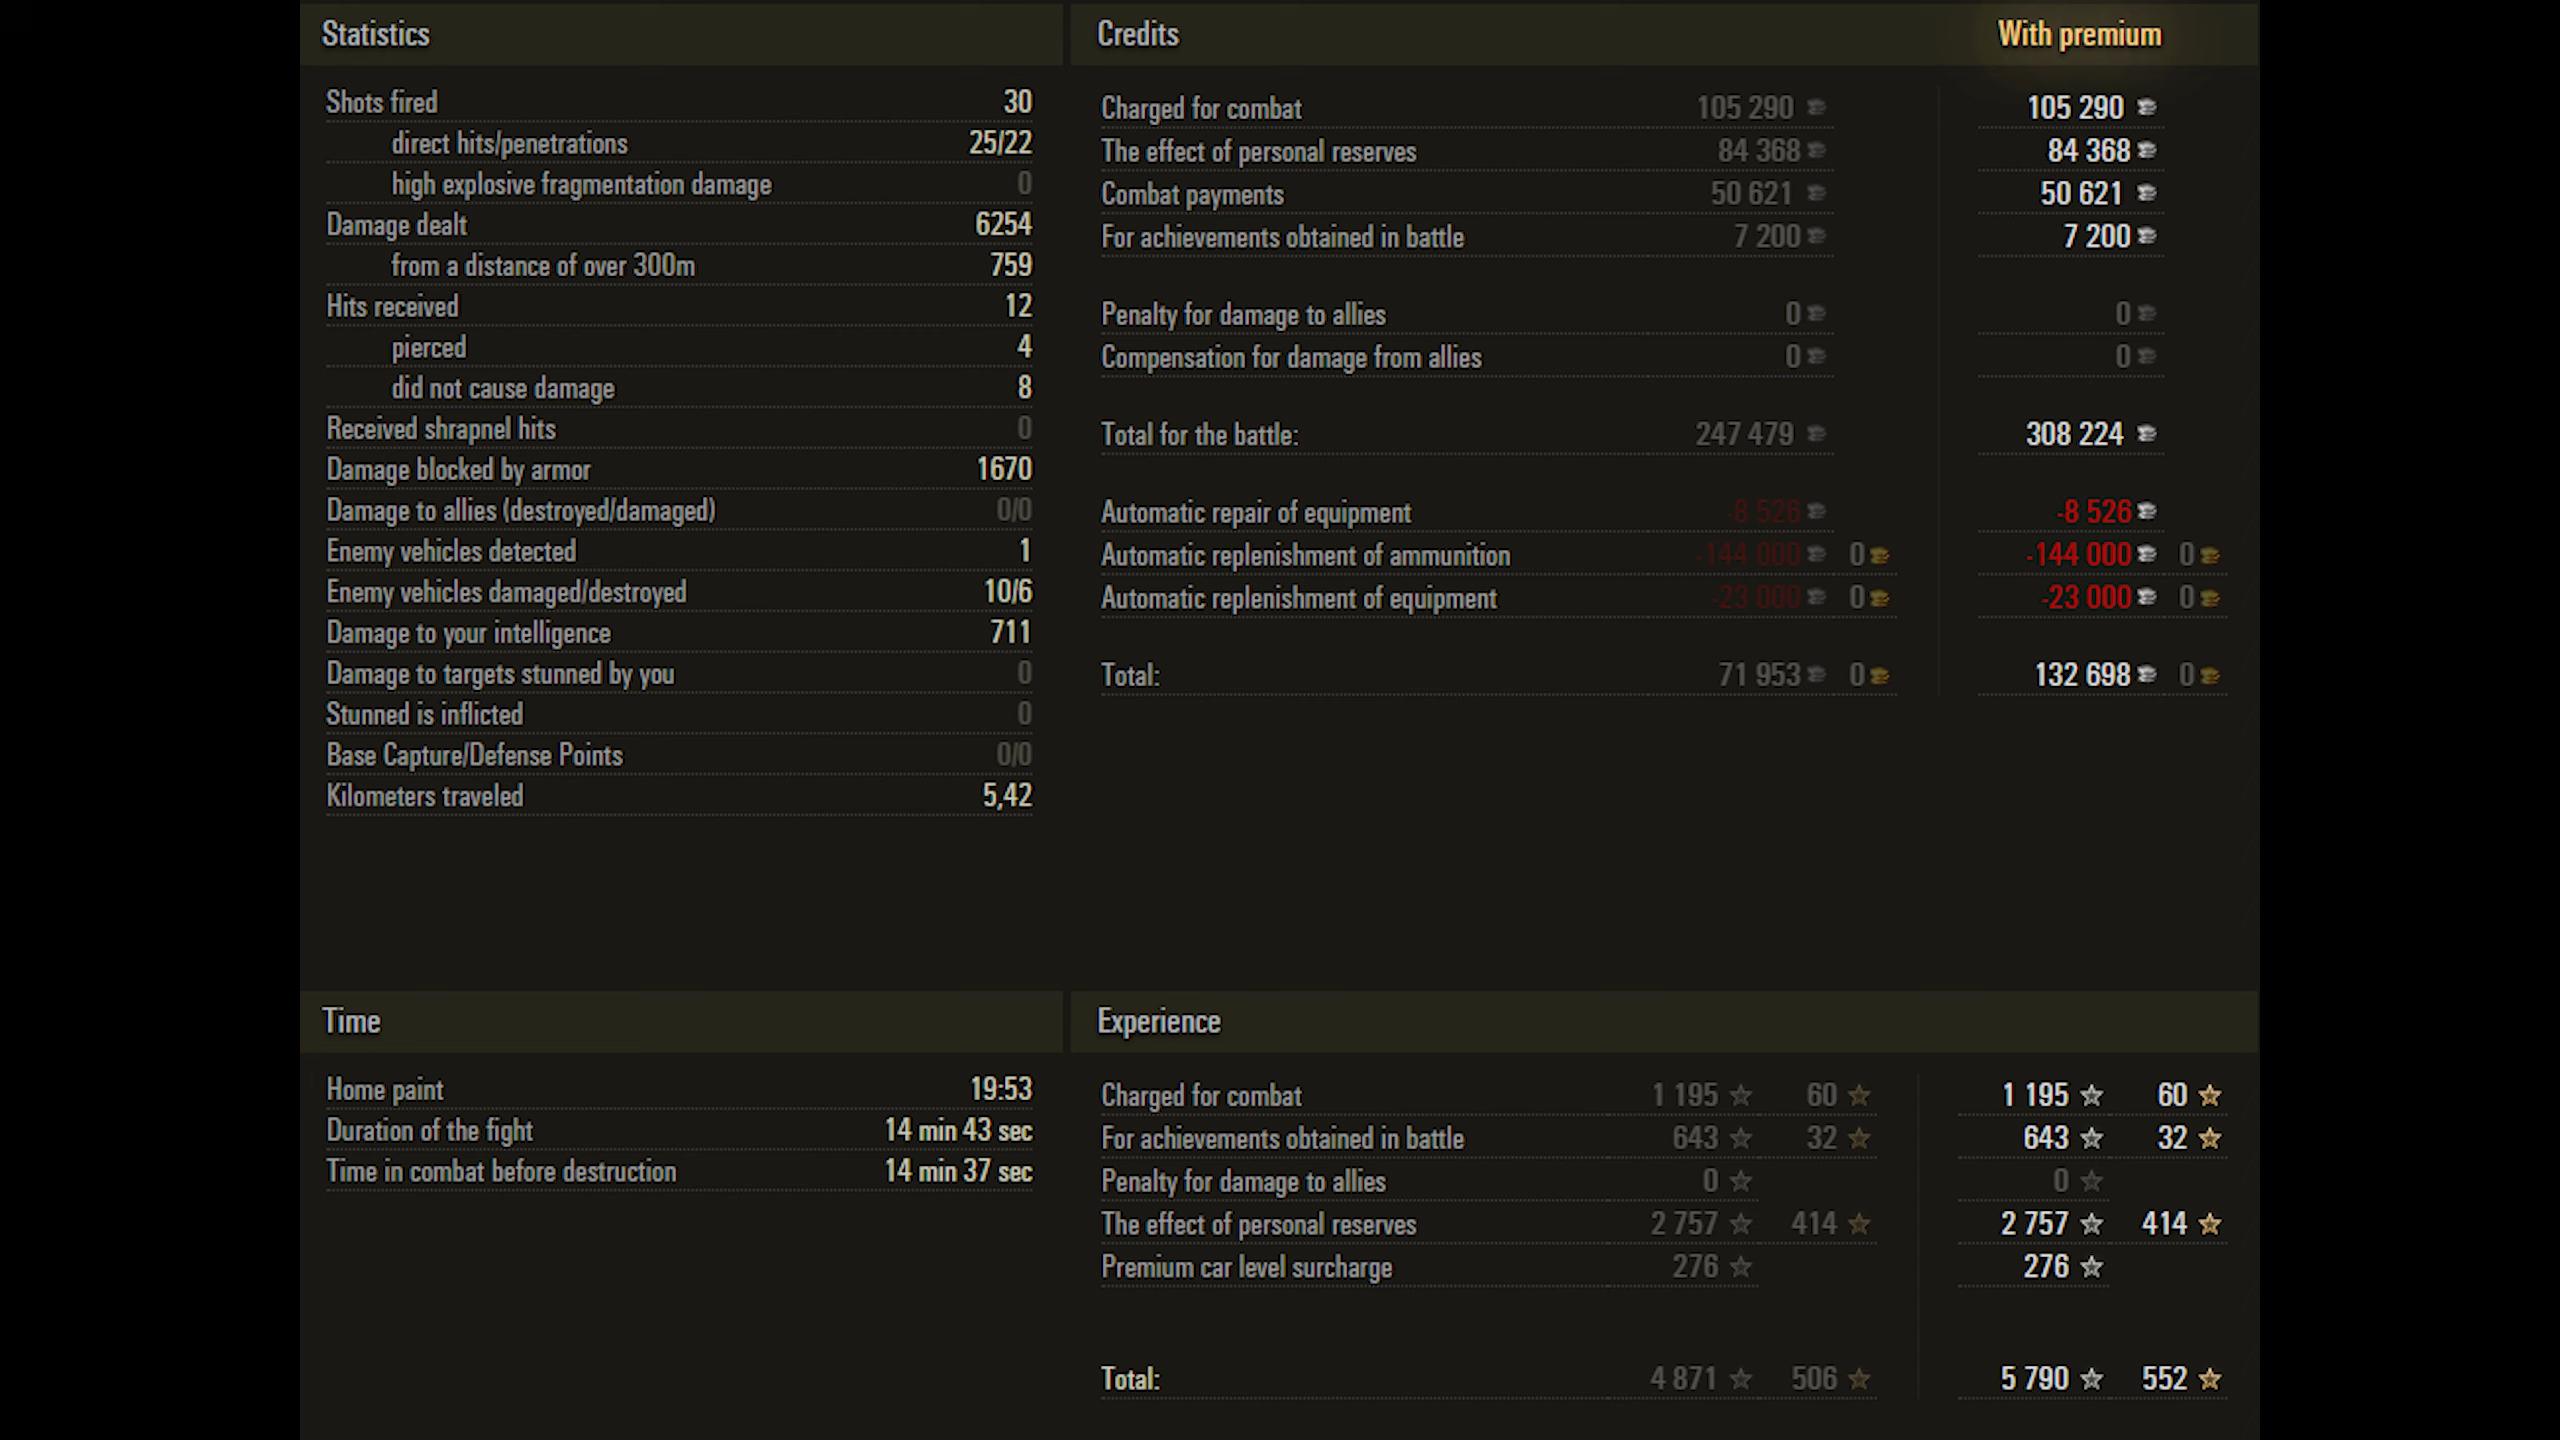 Statistics
Shots fired 30
direct hits/penetrations 25/22
high explosive fragmentation damage 0
Damage dealt 6254
from a distance of over 300m 759
Hits received 12
pierced 4
did not cause damage 8
Received shrapnel hits 0
Damage blocked by armor 1670
Damage to allies (destroyed/damaged) 0/0
Enemy vehicles detected 1
Enemy vehicles damaged/destroyed 10/6
Damage to your intelligence 711
Damage to targets stunned by you 0
Stunned is inflicted 0
Base Capture/Defense Points 0/0
Kilometers traveled 5,42
Credits With premium
Charged for combat 105 290 105 290
The effect of personal reserves 84 368 84 368
Combat payments 50 621 50 621
For achievements obtained in battle 7 200 7 200
Penalty for damage to allies 0 0
Compensation for damage from allies 0 0
Total for the battle: 247 479 308 224
Automatic repair of equipment -8 526 -8 526
Automatic replenishment of ammunition -144 000 0 -144 000 0
Automatic replenishment of equipment -23 000 0 -23 000 0
Total: 71 953 0 132 698 0
Time
Home paint 19:53
Duration of the fight 14 min 43 sec
Time in combat before destruction 14 min 37 sec
Experience
Charged for combat 1 195 60 1 195 60
For achievements obtained in battle 643 32 643 32
Penalty for damage to allies 0 0
The effect of personal reserves 2 757 414 2 757 414
Premium car level surcharge 276 276
Total: 4 871 506 5 790 552